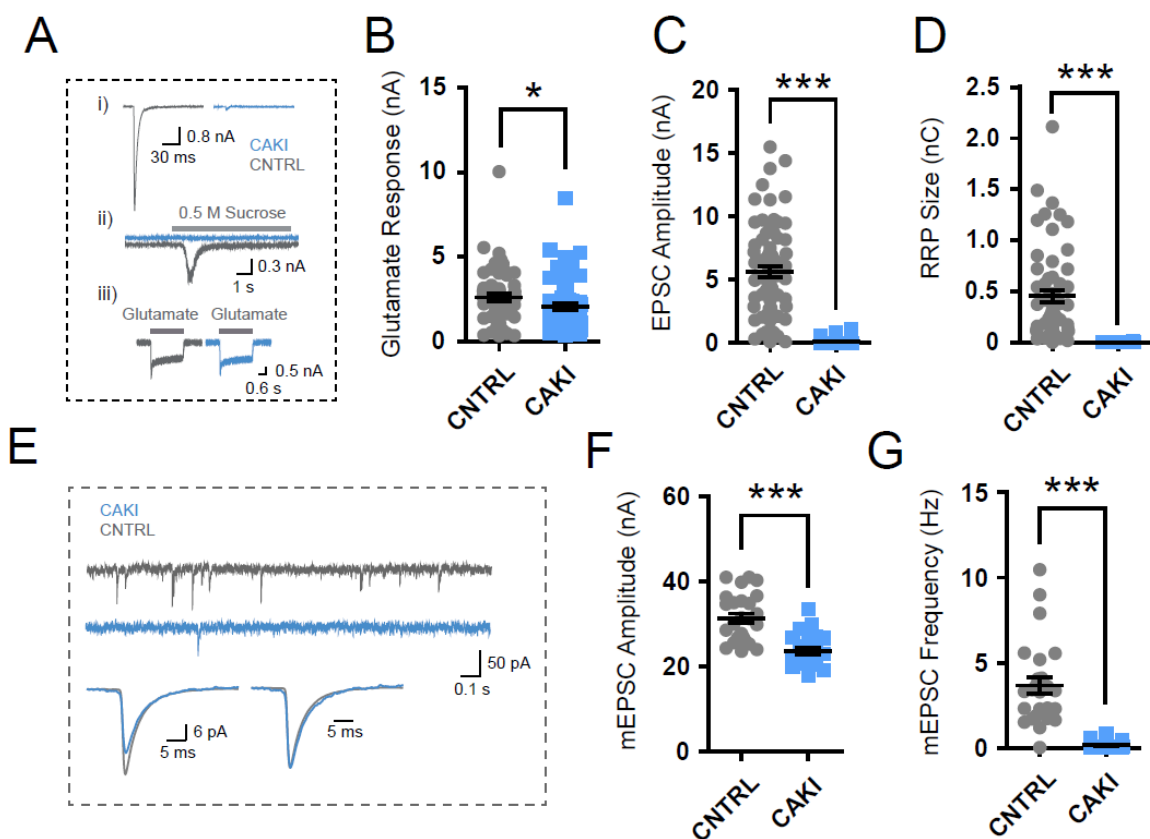 A
i)
0.8 nA
30 ms
CAKI
CNTRL
ii)
0.5 M Sucrose
0.3 nA
1 s
iii)
Glutamate Glutamate
0.5 nA
0.6 s
B
Glutamate Response (nA)
15
10
5
0
*
CNTRL
CAKI
C
EPSC Amplitude (nA)
20
15
10
5
0
***
CNTRL
CAKI
D
RRP Size (nC)
2.5
2.0
1.5
1.0
0.5
0.0
***
CNTRL
CAKI
E
CAKI
CNTRL
50 pA
0.1 s
6 pA
5 ms
5 ms
F
mEPSC Amplitude (nA)
60
40
20
0
***
CNTRL
CAKI
G
mEPSC Frequency (Hz)
15
10
5
0
***
CNTRL
CAKI